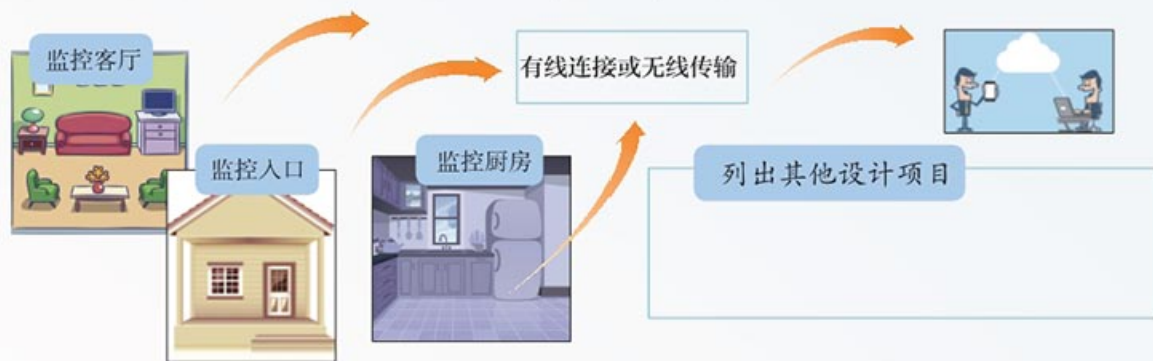 监控客厅
有线连接或无线传输
监控入口
监控厨房
列出其他设计项目